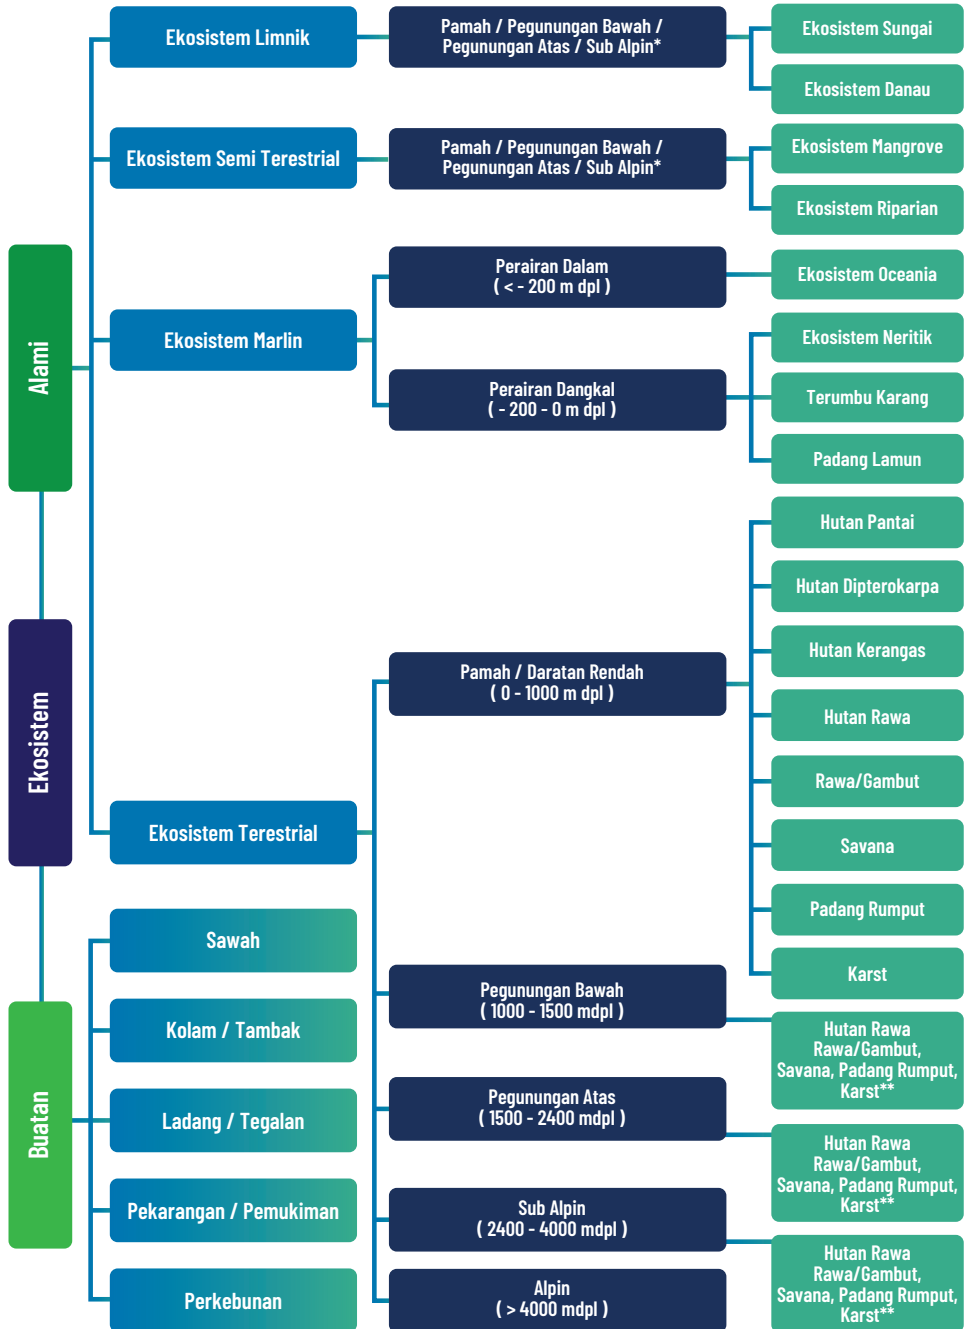 Ekosistem
Alami
Ekosistem Limnik
Pamah / Pegunungan Bawah /
Pegunungan Atas / Sub Alpin*
Ekosistem Sungai
Ekosistem Danau
Ekosistem Semi Terestrial
Pamah / Pegunungan Bawah /
Pegunungan Atas / Sub Alpin*
Ekosistem Mangrove
Ekosistem Riparian
Ekosistem Marlin
Perairan Dalam
( < - 200 m dpl )
Ekosistem Oceania
Perairan Dangkal
( - 200 - 0 m dpl )
Ekosistem Neritik
Terumbu Karang
Padang Lamun
Ekosistem Terestrial
Pamah / Daratan Rendah
( 0 - 1000 m dpl )
Hutan Pantai
Hutan Dipterokarpa
Hutan Kerangas
Hutan Rawa
Rawa/Gambut
Savana
Padang Rumput
Karst
Pegunungan Bawah
( 1000 - 1500 mdpl )
Hutan Rawa
Rawa/Gambut,
Savana, Padang Rumput,
Karst**
Pegunungan Atas
( 1500 - 2400 mdpl )
Hutan Rawa
Rawa/Gambut,
Savana, Padang Rumput,
Karst**
Sub Alpin
( 2400 - 4000 mdpl )
Hutan Rawa
Rawa/Gambut,
Savana, Padang Rumput,
Karst**
Alpin
( > 4000 mdpl )
Buatan
Sawah
Kolam / Tambak
Ladang / Tegalan
Pekarangan / Pemukiman
Perkebunan